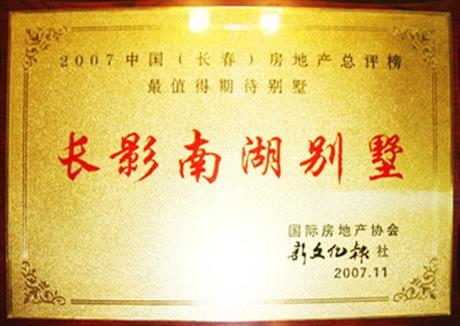 2007中国（长春）房地产总评榜
最值得期待别墅
长影南湖别墅
国际房地产协会
新文化报社
2007.11